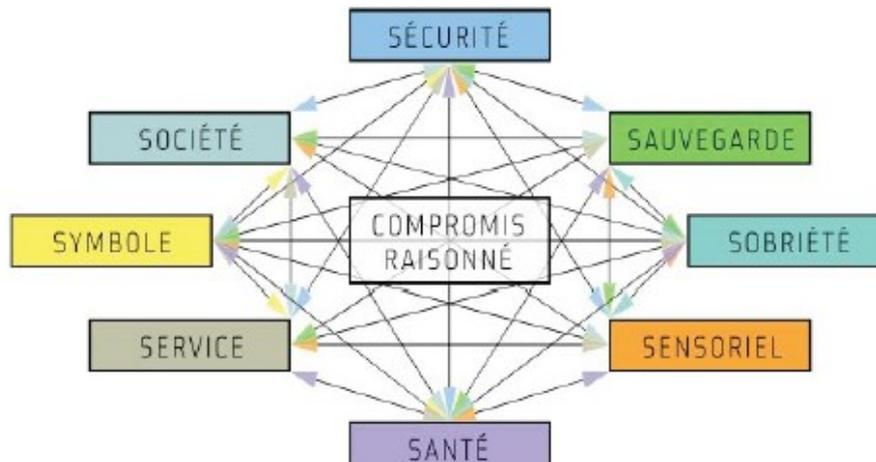 SÉCURITÉ
SOCIÉTÉ
SAUVEGARDE
SYMBOLE
COMPROMIS
RAISONNÉ
SOBRIÉTÉ
SERVICE
SENSORIEL
SANTÉ